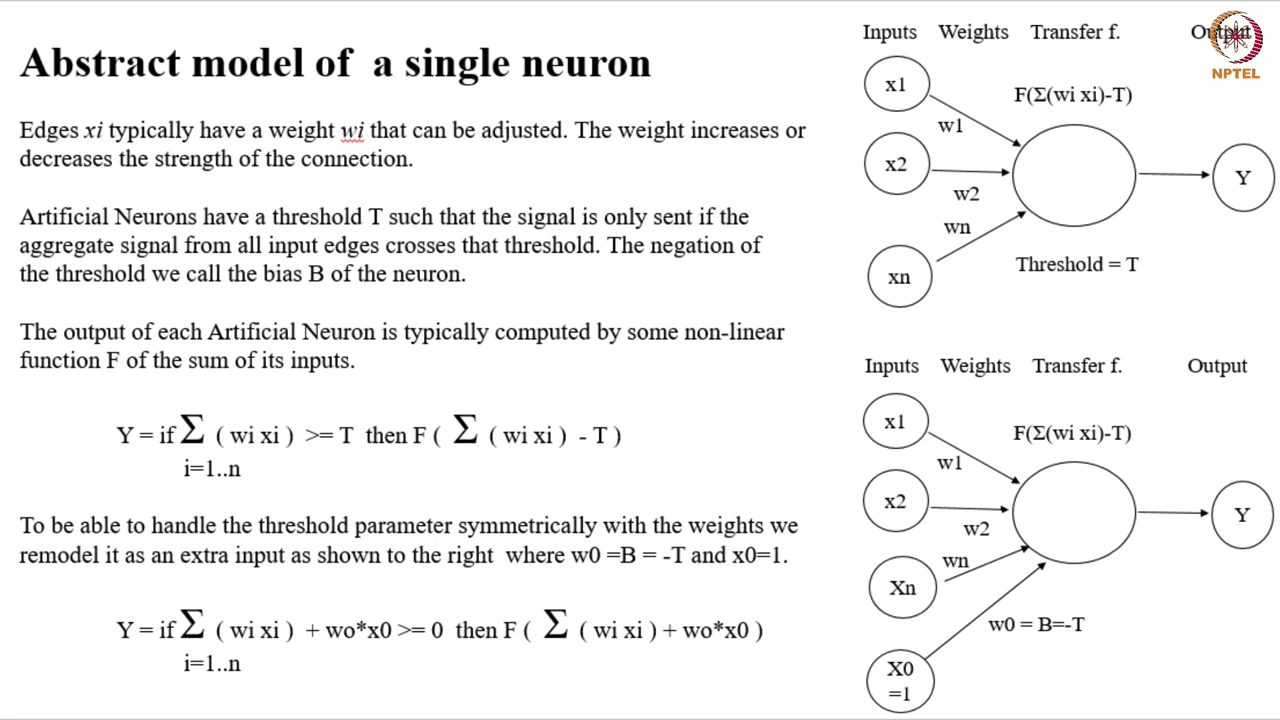 Abstract model of a single neuron
Edges xi typically have a weight wi that can be adjusted. The weight increases or
decreases the strength of the connection.
Artificial Neurons have a threshold T such that the signal is only sent if the
aggregate signal from all input edges crosses that threshold. The negation of
the threshold we call the bias B of the neuron.
The output of each Artificial Neuron is typically computed by some non-linear
function F of the sum of its inputs.
Y = if Σ ( wi xi ) >= T then F ( Σ ( wi xi ) - T )
i=1..n
To be able to handle the threshold parameter symmetrically with the weights we
remodel it as an extra input as shown to the right where w0 =B = -T and x0=1.
Y = if Σ ( wi xi ) + wo*x0 >= 0 then F ( Σ ( wi xi ) + wo*x0 )
i=1..n
Inputs Weights Transfer f. Output
NPTEL
x1
F(Σ(wi xi)-T)
w1
x2
Y
w2
wn
xn
Threshold = T
Inputs Weights Transfer f. Output
x1
F(Σ(wi xi)-T)
w1
x2
Y
w2
wn
Xn
w0 = B=-T
X0
=1